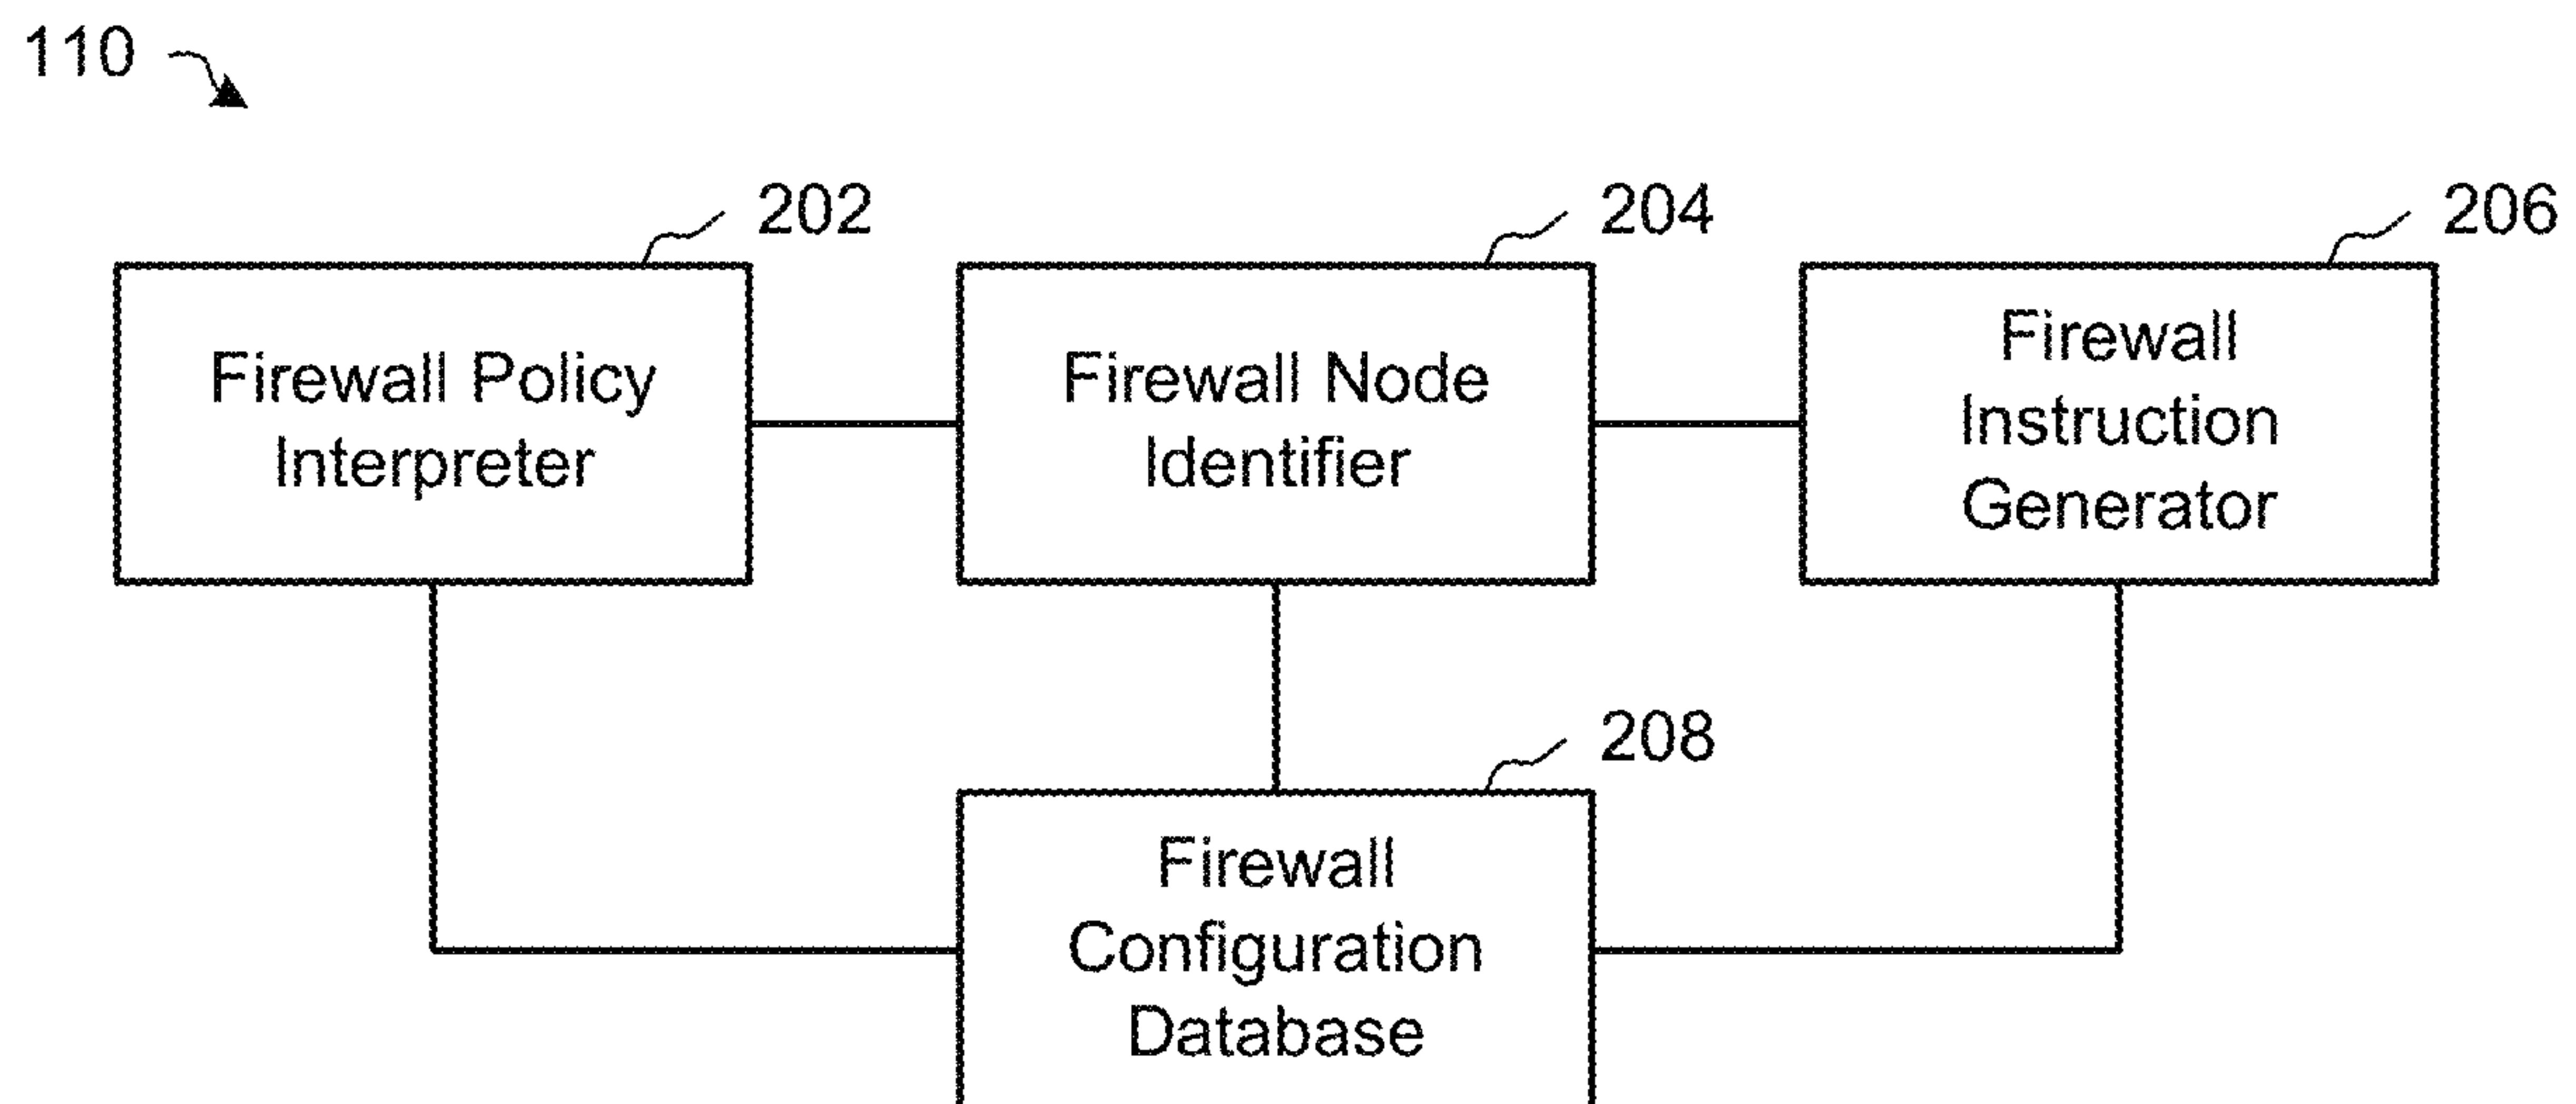 110
202
204
206
Firewall Policy
Interpreter
Firewall Node
Identifier
Firewall
Instruction
Generator
208
Firewall
Configuration
Database